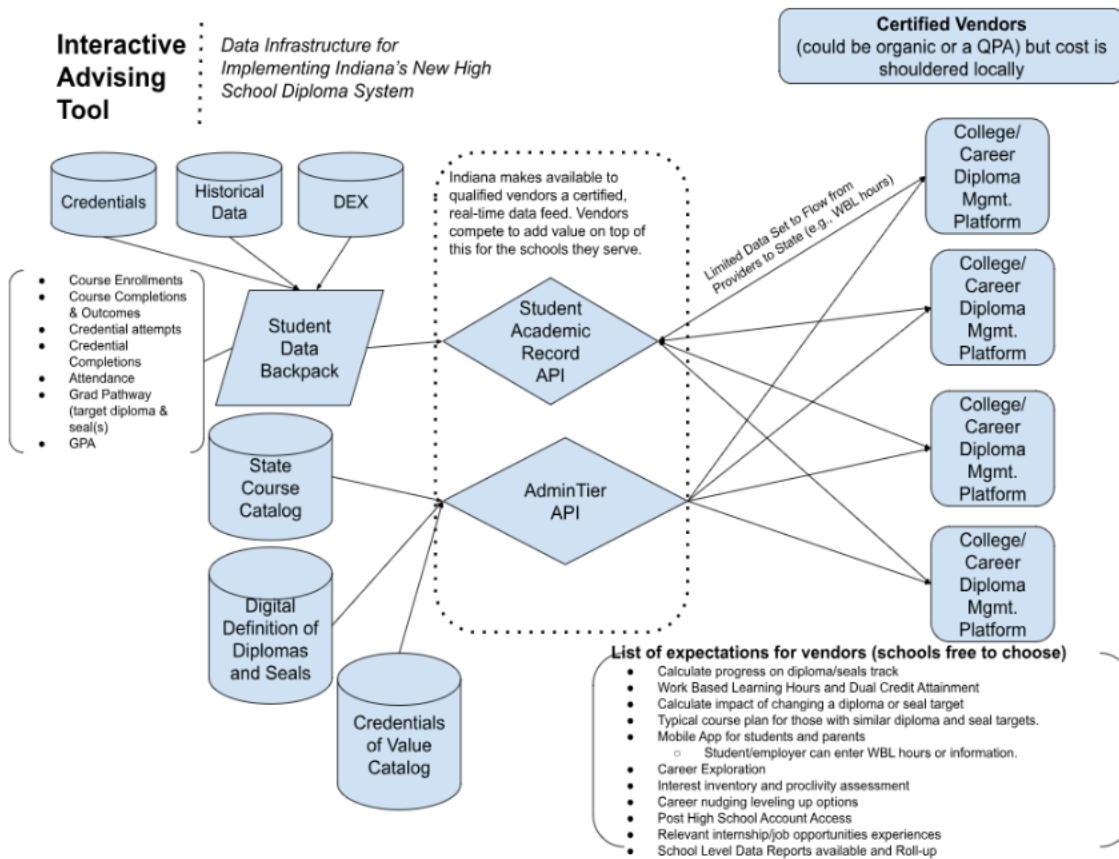 Interactive
Advising
Tool
Data Infrastructure for
Implementing Indiana's New High
School Diploma System
Certified Vendors
(could be organic or a QPA) but cost is
shouldered locally
Credentials
Historical
Data
DEX
Indiana makes available to
qualified vendors a certified,
real-time data feed. Vendors
compete to add value on top of
this for the schools they serve.
Limited Data Set to Flow from
Providers to State (e.g., WBL hours)
College/
Career
Diploma
Mgmt.
Platform
● Course Enrollments
● Course Completions
& Outcomes
● Credential attempts
● Credential
Completions
● Attendance
● Grad Pathway
(target diploma &
seal(s)
● GPA
Student
Data
Backpack
Student
Academic
Record
API
College/
Career
Diploma
Mgmt.
Platform
State
Course
Catalog
AdminTier
API
College/
Career
Diploma
Mgmt.
Platform
Digital
Definition of
Diplomas
and Seals
College/
Career
Diploma
Mgmt.
Platform
Credentials
of Value
Catalog
List of expectations for vendors (schools free to choose)
● Calculate progress on diploma/seals track
● Work Based Learning Hours and Dual Credit Attainment
● Calculate impact of changing a diploma or seal target
● Typical course plan for those with similar diploma and seal targets.
● Mobile App for students and parents
○ Student/employer can enter WBL hours or information.
● Career Exploration
● Interest inventory and proclivity assessment
● Career nudging leveling up options
● Post High School Account Access
● Relevant internship/job opportunities experiences
● School Level Data Reports available and Roll-up